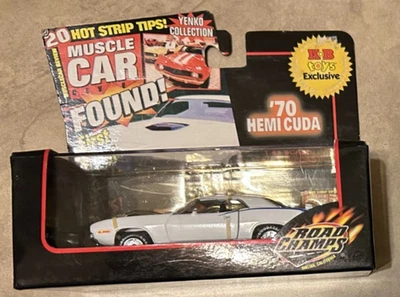 20 HOT STRIP TIPS!
YENKO
COLLECTION
MUSCLE
CAR
FOUND!
KB
toys
Exclusive
'70
HEMI CUDA
ROAD
CHAMPS